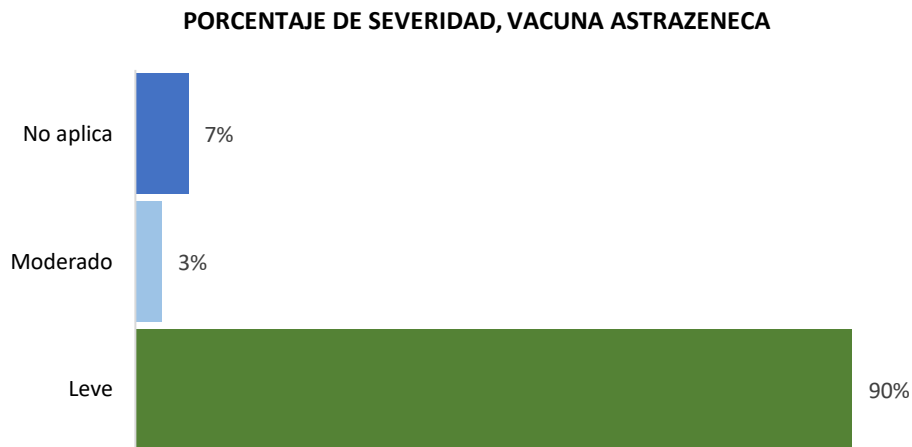 PORCENTAJE DE SEVERIDAD, VACUNA ASTRAZENECA
No aplica 7%
Moderado 3%
Leve 90%